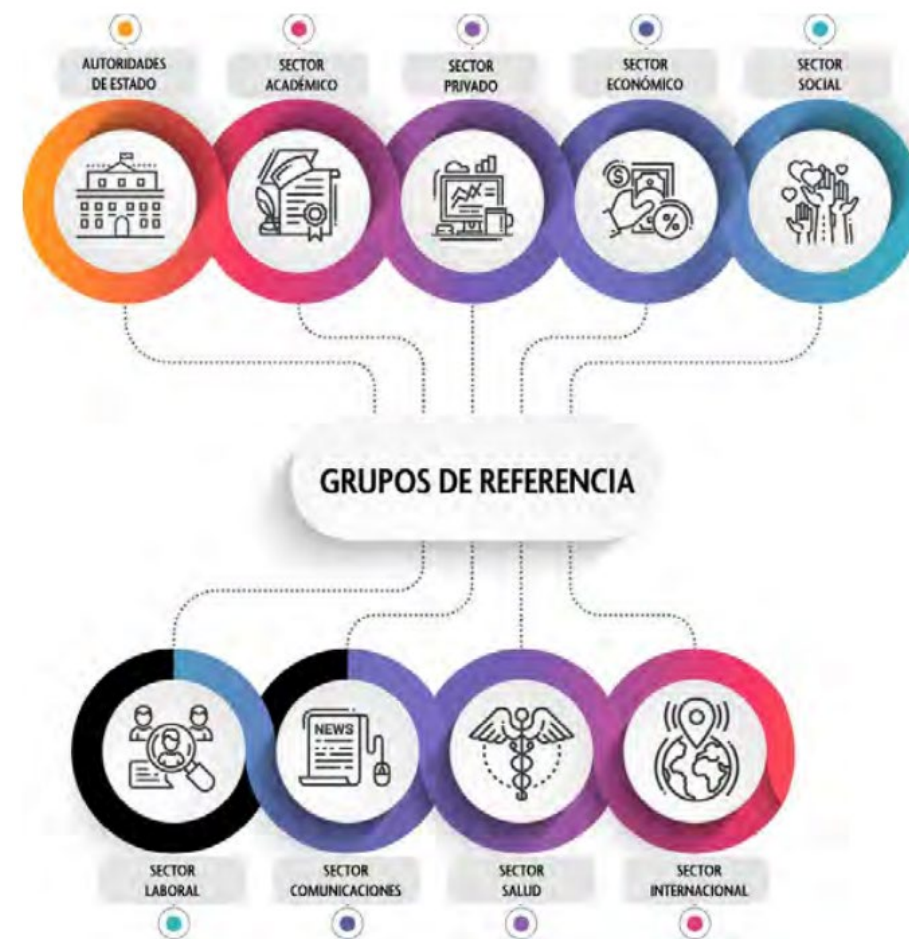 AUTORIDADES
DE ESTADO
SECTOR
ACADÉMICO
SECTOR
PRIVADO
SECTOR
ECONÓMICO
SECTOR
SOCIAL
$
%
GRUPOS DE REFERENCIA
NEWS
SECTOR
LABORAL
SECTOR
COMUNICACIONES
SECTOR
SALUD
SECTOR
INTERNACIONAL